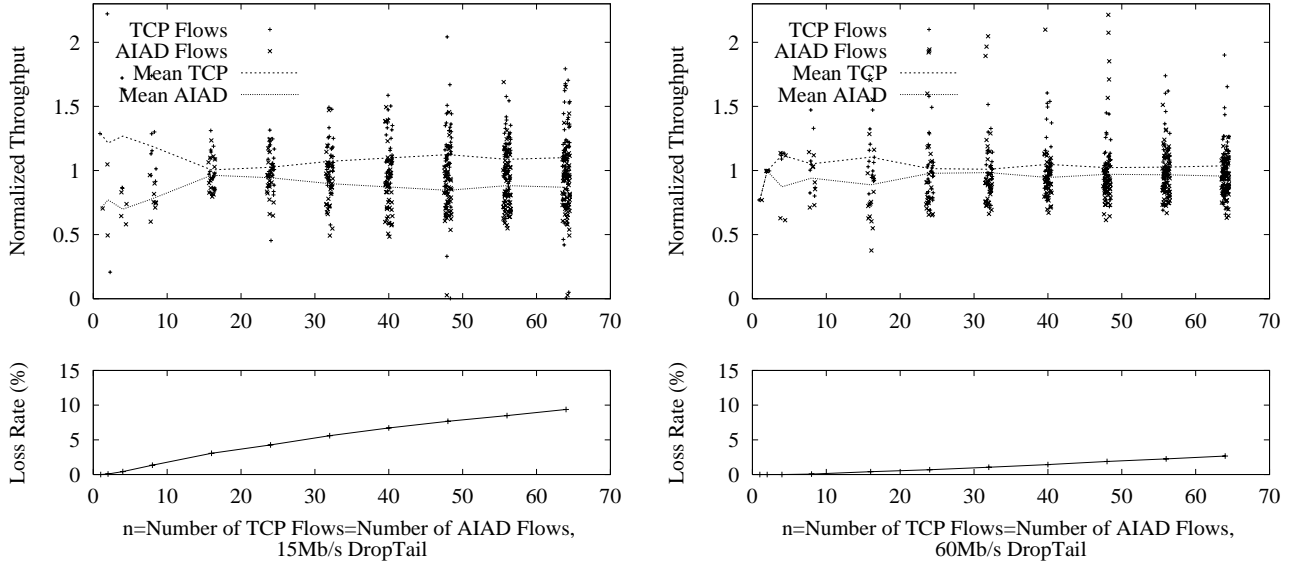 TCP Flows
AIAD Flows
Mean TCP
Mean AIAD
Normalized Throughput
2
1.5
1
0.5
0
0 10 20 30 40 50 60 70
Loss Rate (%)
15
10
5
0
0 10 20 30 40 50 60 70
n=Number of TCP Flows=Number of AIAD Flows,
15Mb/s DropTail
TCP Flows
AIAD Flows
Mean TCP
Mean AIAD
Normalized Throughput
2
1.5
1
0.5
0
0 10 20 30 40 50 60 70
Loss Rate (%)
15
10
5
0
0 10 20 30 40 50 60 70
n=Number of TCP Flows=Number of AIAD Flows,
60Mb/s DropTail